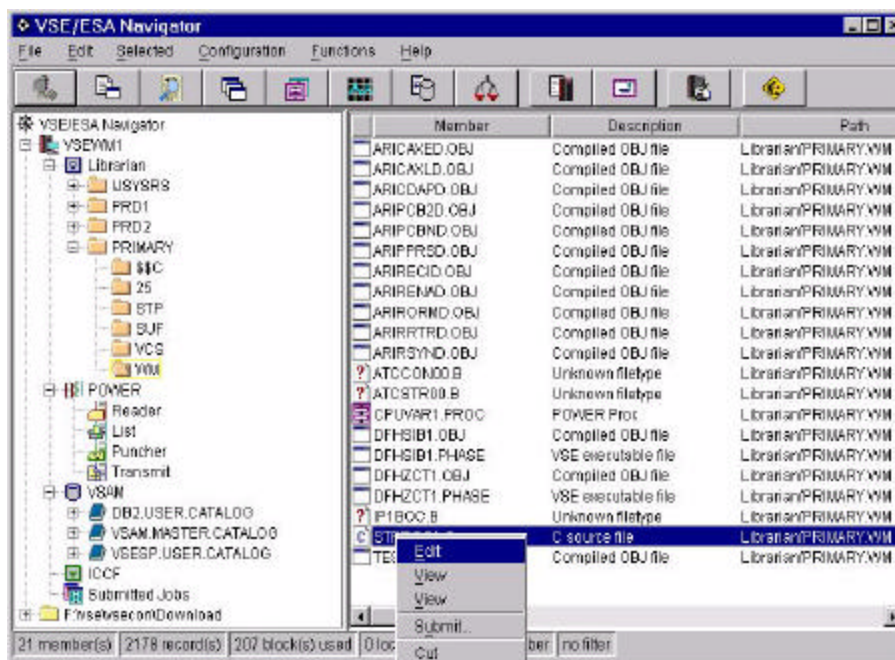 VSE/ESA Navigator
File Edit Selected Configuration Functions Help
VSE/ESA Navigator
VSEWM1
Librarian
USYSRS
PRD1
PRD2
PRIMARY
$$C
25
STP
SUF
VCS
WM
POWER
Reader
List
Puncher
Transmit
VSAM
DB2.USER.CATALOG
VSAM.MASTER.CATALOG
VSESP.USER.CATALOG
ICCF
Submitted Jobs
F:\vse\vsecon\Download
Member Description Path
ARICAXED.OBJ Compiled OBJ file Librarian/PRIMARY.WM
ARICAXLD.OBJ Compiled OBJ file Librarian/PRIMARY.WM
ARICDAPD.OBJ Compiled OBJ file Librarian/PRIMARY.WM
ARIPCB2D.OBJ Compiled OBJ file Librarian/PRIMARY.WM
ARIPCBND.OBJ Compiled OBJ file Librarian/PRIMARY.WM
ARIPPRSD.OBJ Compiled OBJ file Librarian/PRIMARY.WM
ARIRECID.OBJ Compiled OBJ file Librarian/PRIMARY.WM
ARIRENAD.OBJ Compiled OBJ file Librarian/PRIMARY.WM
ARIRORMD.OBJ Compiled OBJ file Librarian/PRIMARY.WM
ARIRRTRD.OBJ Compiled OBJ file Librarian/PRIMARY.WM
ARIRSYND.OBJ Compiled OBJ file Librarian/PRIMARY.WM
ATCCON00.B Unknown filetype Librarian/PRIMARY.WM
ATCSTR00.B Unknown filetype Librarian/PRIMARY.WM
CPUVAR1.PROC POWER Proc Librarian/PRIMARY.WM
DFHSIB1.OBJ Compiled OBJ file Librarian/PRIMARY.WM
DFHSIB1.PHASE VSE executable file Librarian/PRIMARY.WM
DFHZCT1.OBJ Compiled OBJ file Librarian/PRIMARY.WM
DFHZCT1.PHASE VSE executable file Librarian/PRIMARY.WM
IP1BOC.B Unknown filetype Librarian/PRIMARY.WM
C source file Librarian/PRIMARY.WM
Compiled OBJ file Librarian/PRIMARY.WM
Edit
View
View
Submit..
Cut
21 member(s) 2178 record(s) 207 block(s) used no filter